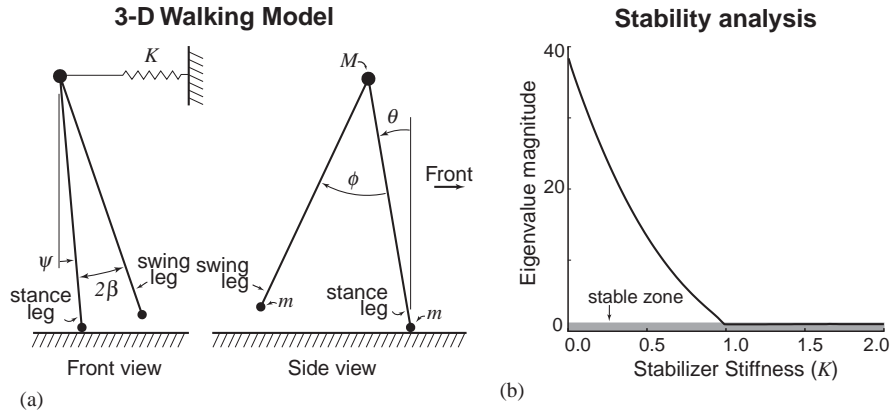 3-D Walking Model
K
M
θ
Front
ϕ
ψ
2β
swing
leg
stance
leg
swing
leg
m
stance
leg
m
Front view
Side view
(a)
Stability analysis
Eigenvalue magnitude
40
20
0
stable zone
0.0 0.5 1.0 1.5 2.0
Stabilizer Stiffness (K)
(b)